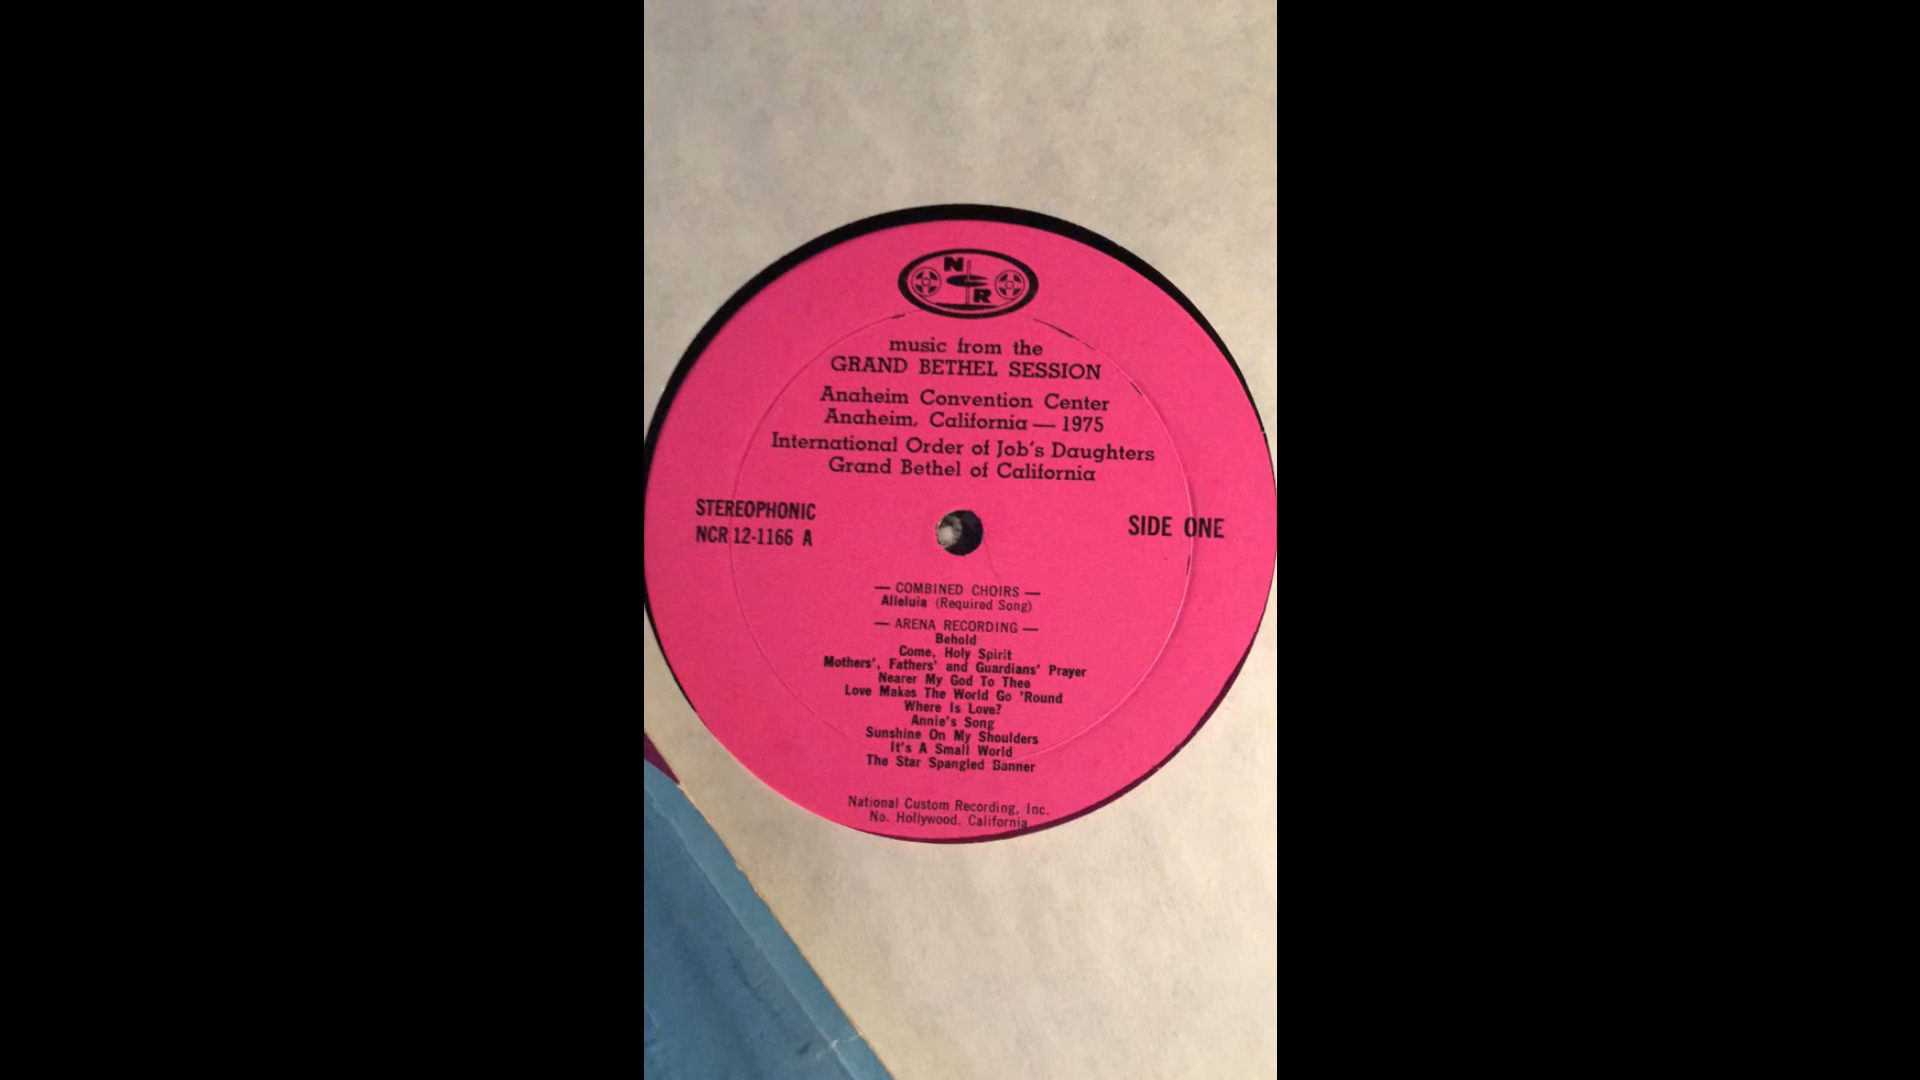 N
C
R
music from the
GRAND BETHEL SESSION
Anaheim Convention Center
Anaheim, California — 1975
International Order of Job's Daughters
Grand Bethel of California
STEREOPHONIC
NCR 12-1166 A
SIDE ONE
— COMBINED CHOIRS —
Alleluia (Required Song)
— ARENA RECORDING —
Behold
Come, Holy Spirit
Mothers', Fathers' and Guardians' Prayer
Nearer My God To Thee
Love Makes The World Go 'Round
Where Is Love?
Annie's Song
Sunshine On My Shoulders
It's A Small World
The Star Spangled Banner
National Custom Recording, Inc.
No. Hollywood, California